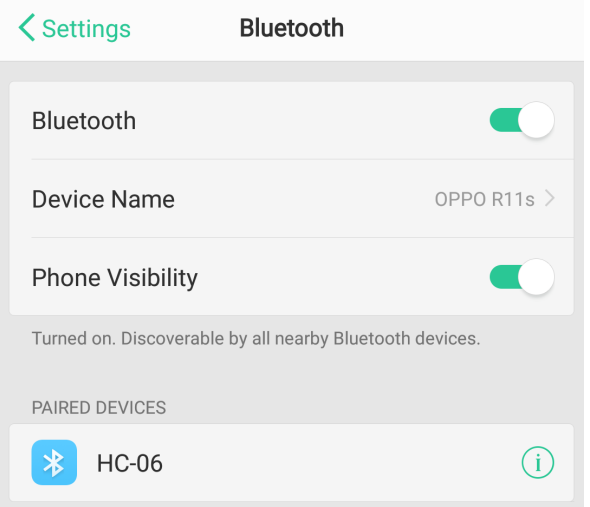 Settings
Bluetooth
Bluetooth
Device Name
OPPO R11s
Phone Visibility
Turned on. Discoverable by all nearby Bluetooth devices.
PAIRED DEVICES
HC-06